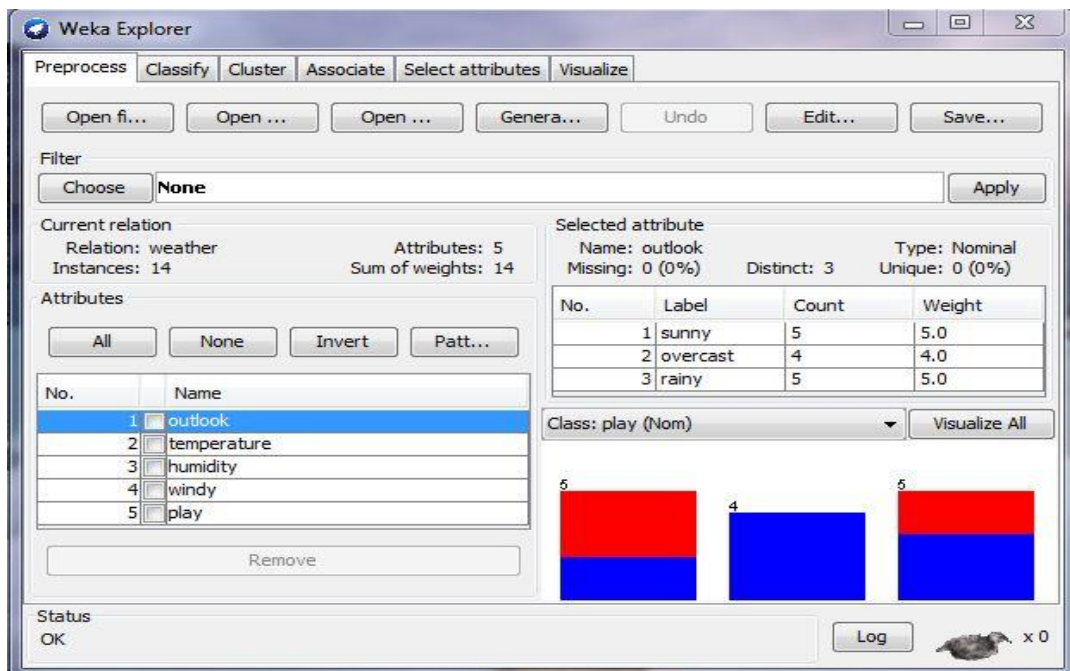 Weka Explorer
Preprocess Classify Cluster Associate Select attributes Visualize
Open fi... Open ... Open ... Genera... Undo Edit... Save...
Filter
Choose None Apply
Current relation
Relation: weather Attributes: 5
Instances: 14 Sum of weights: 14
Attributes
All None Invert Patt...
No. Name
1 outlook
2 temperature
3 humidity
4 windy
5 play
Remove
Selected attribute
Name: outlook Type: Nominal
Missing: 0 (0%) Distinct: 3 Unique: 0 (0%)
No. Label Count Weight
1 sunny 5 5.0
2 overcast 4 4.0
3 rainy 5 5.0
Class: play (Nom) Visualize All
5 4 5
Status
OK
Log x 0